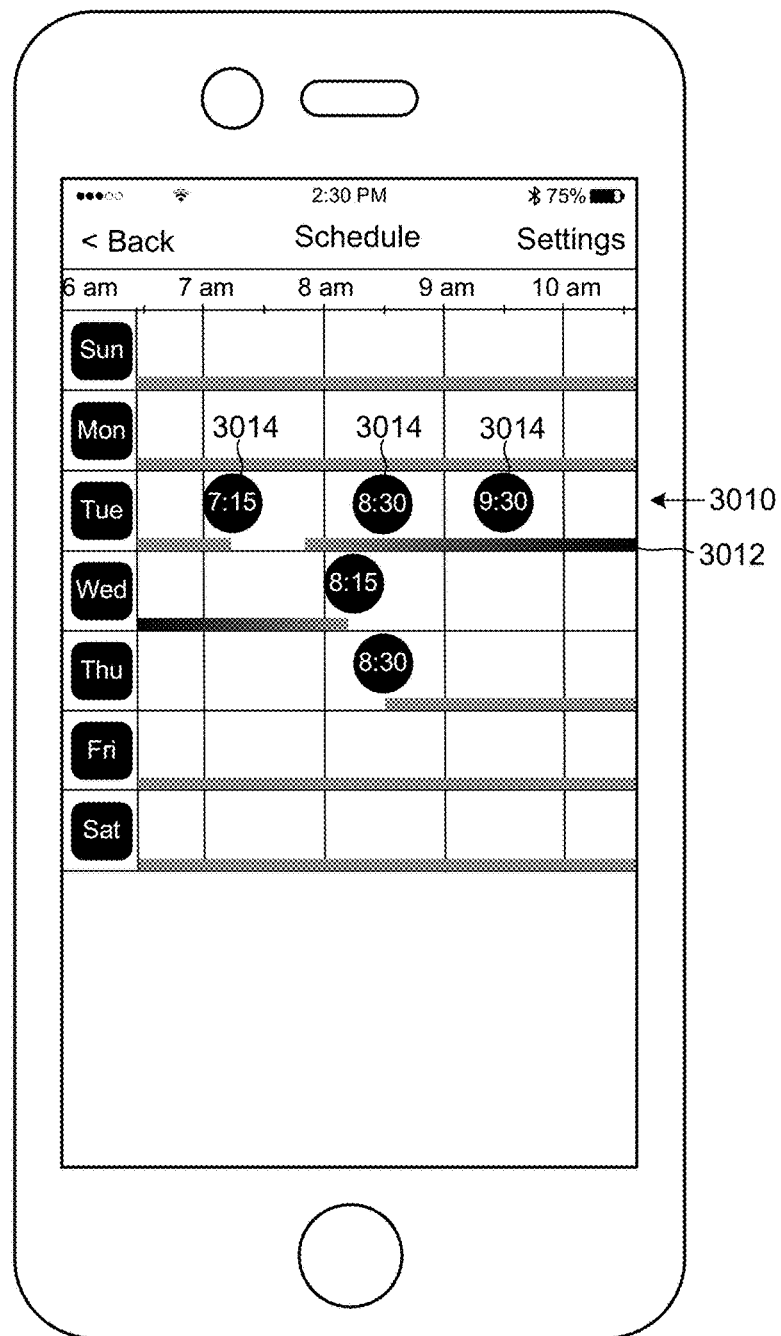 2:30 PM 75%
< Back Schedule Settings
6 am 7 am 8 am 9 am 10 am
Sun
Mon 3014 3014 3014
Tue 7:15 8:30 9:30 3010
3012
Wed 8:15
Thu 8:30
Fri
Sat